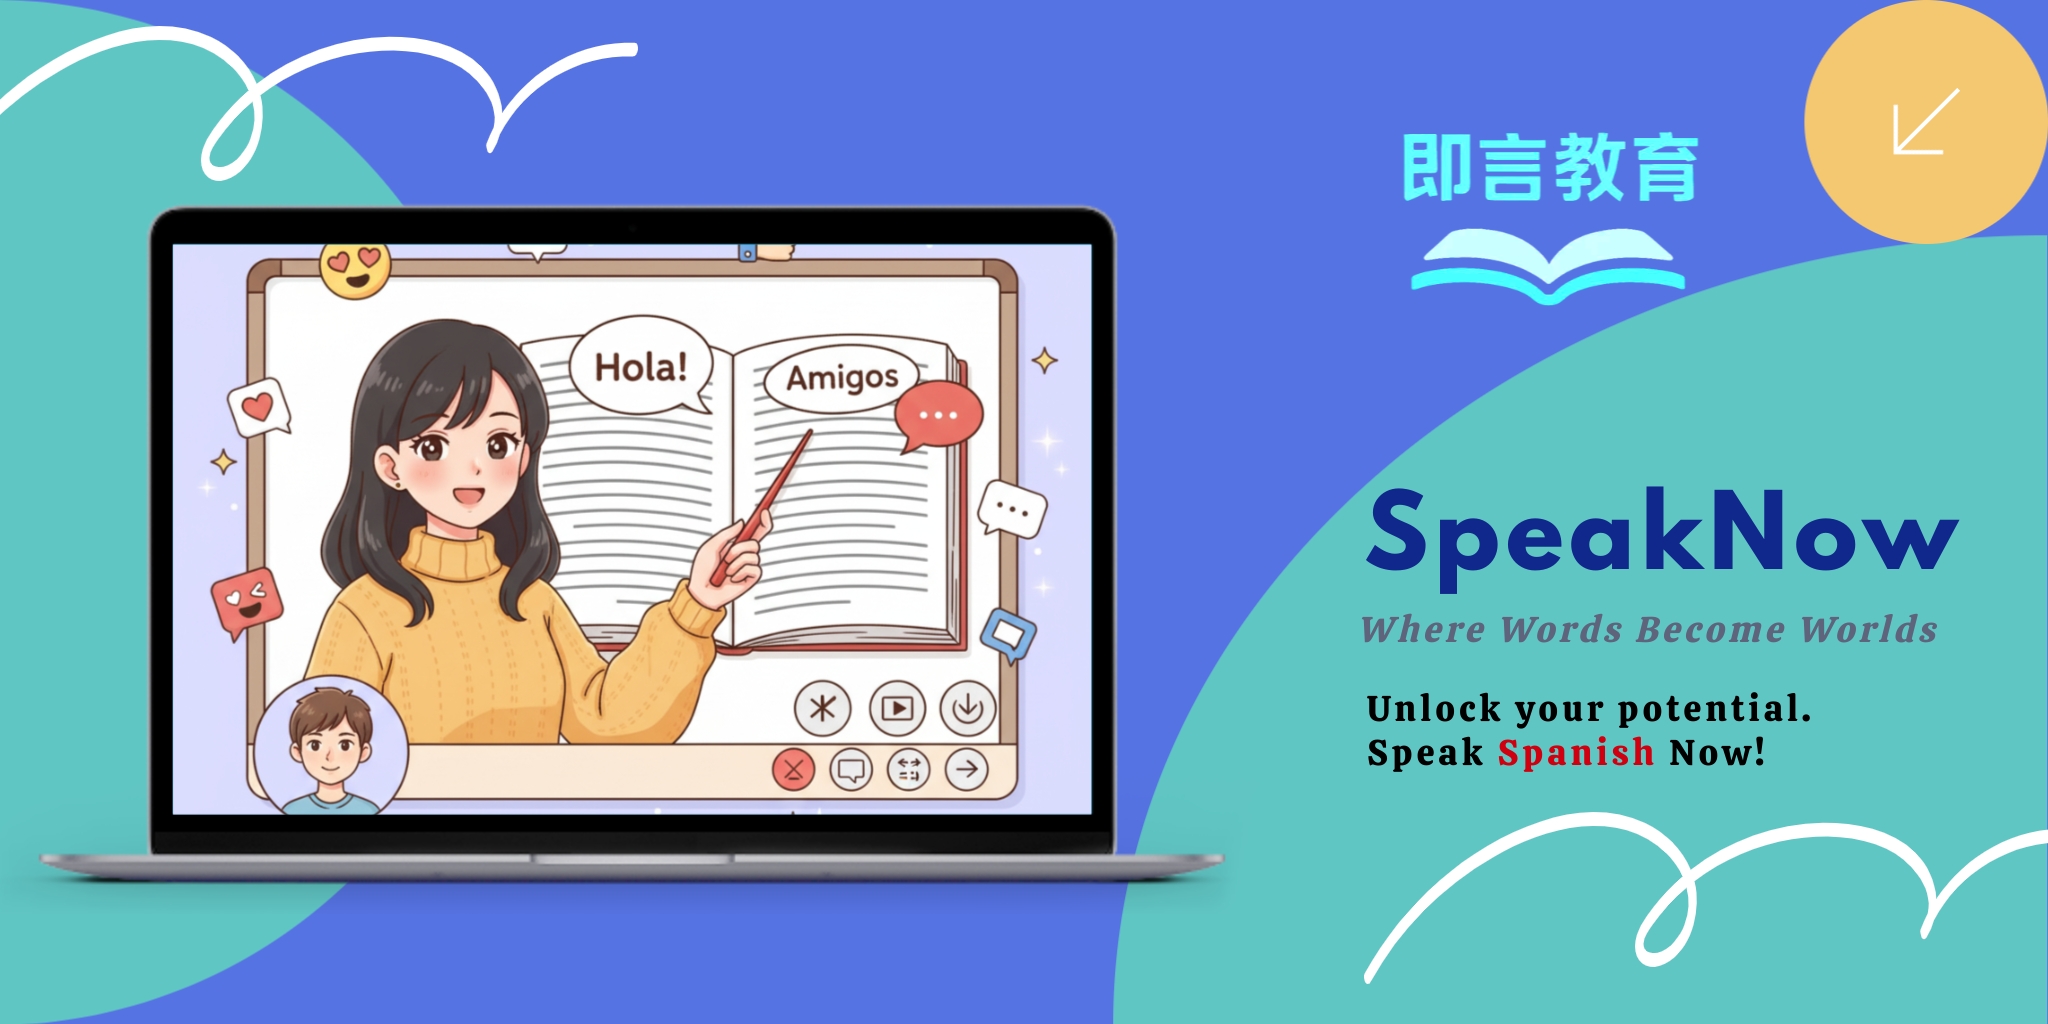 即言教育
Hola!
Amigos
SpeakNow
Where Words Become Worlds
Unlock your potential.
Speak Spanish Now!